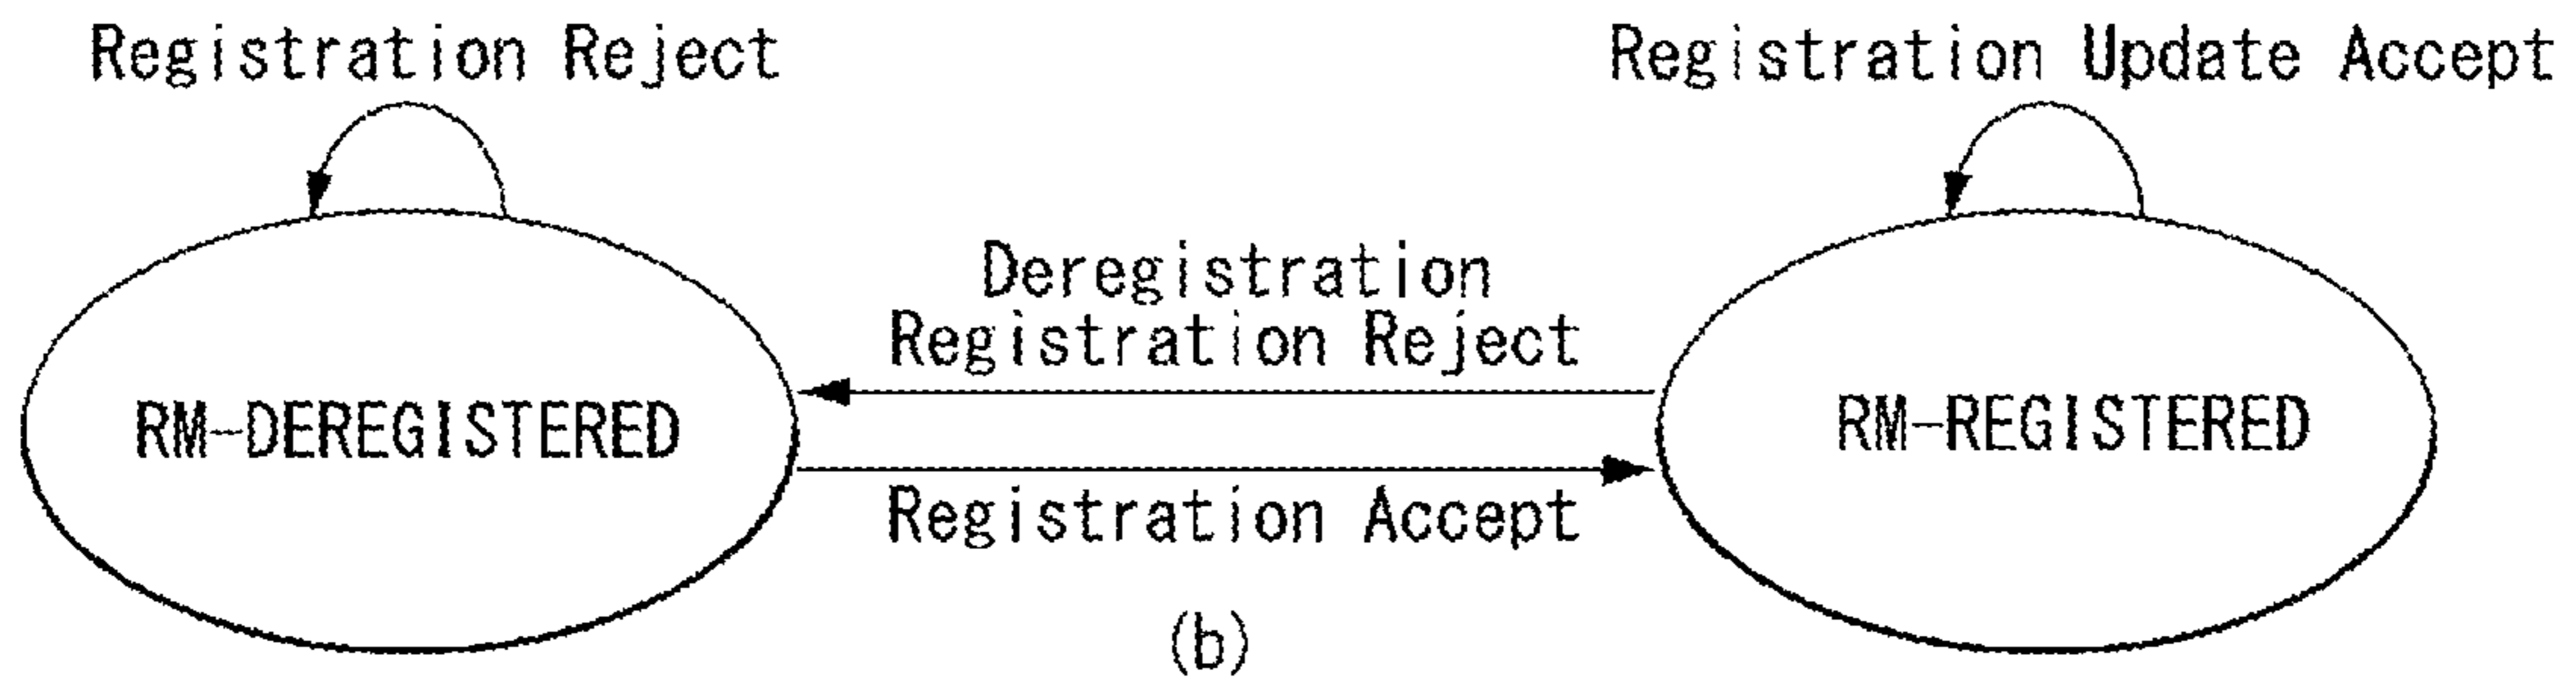 Registration Reject
Registration Update Accept
Deregistration
Registration Reject
RM-DEREGISTERED
RM-REGISTERED
Registration Accept
(b)